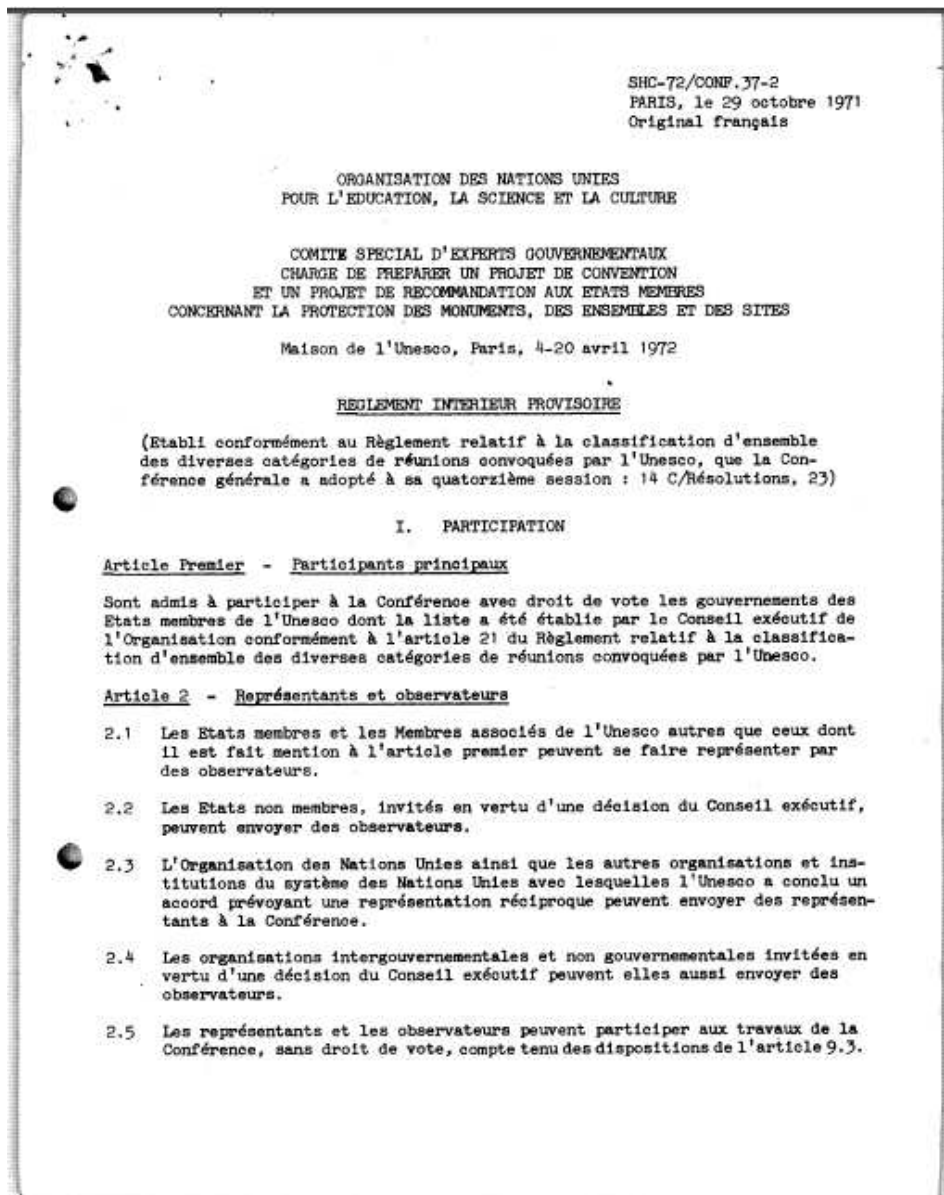 SHC-72/CONF.37-2
PARIS, le 29 octobre 1971
Original français
ORGANISATION DES NATIONS UNIES
POUR L'EDUCATION, LA SCIENCE ET LA CULTURE
COMITE SPECIAL D'EXPERTS GOUVERNEMENTAUX
CHARGE DE PREPARER UN PROJET DE CONVENTION
ET UN PROJET DE RECOMMANDATION AUX ETATS MEMBRES
CONCERNANT LA PROTECTION DES MONUMENTS, DES ENSEMBLES ET DES SITES
Maison de l'Unesco, Paris, 4-20 avril 1972
REGLEMENT INTERIEUR PROVISOIRE
(Etabli conformément au Règlement relatif à la classification d'ensemble
des diverses catégories de réunions convoquées par l'Unesco, que la Con-
férence générale a adopté à sa quatorzième session : 14 C/Résolutions, 23)
I. PARTICIPATION
Article Premier - Participants principaux
Sont admis à participer à la Conférence avec droit de vote les gouvernements des
Etats membres de l'Unesco dont la liste a été établie par le Conseil exécutif de
l'Organisation conformément à l'article 21 du Règlement relatif à la classifica-
tion d'ensemble des diverses catégories de réunions convoquées par l'Unesco.
Article 2 - Représentants et observateurs
2.1 Les Etats membres et les Membres associés de l'Unesco autres que ceux dont
il est fait mention à l'article premier peuvent se faire représenter par
des observateurs.
2.2 Les Etats non membres, invités en vertu d'une décision du Conseil exécutif,
peuvent envoyer des observateurs.
2.3 L'Organisation des Nations Unies ainsi que les autres organisations et ins-
titutions du système des Nations Unies avec lesquelles l'Unesco a conclu un
accord prévoyant une représentation réciproque peuvent envoyer des représen-
tants à la Conférence.
2.4 Les organisations intergouvernementales et non gouvernementales invitées en
vertu d'une décision du Conseil exécutif peuvent elles aussi envoyer des
observateurs.
2.5 Les représentants et les observateurs peuvent participer aux travaux de la
Conférence, sans droit de vote, compte tenu des dispositions de l'article 9.3.